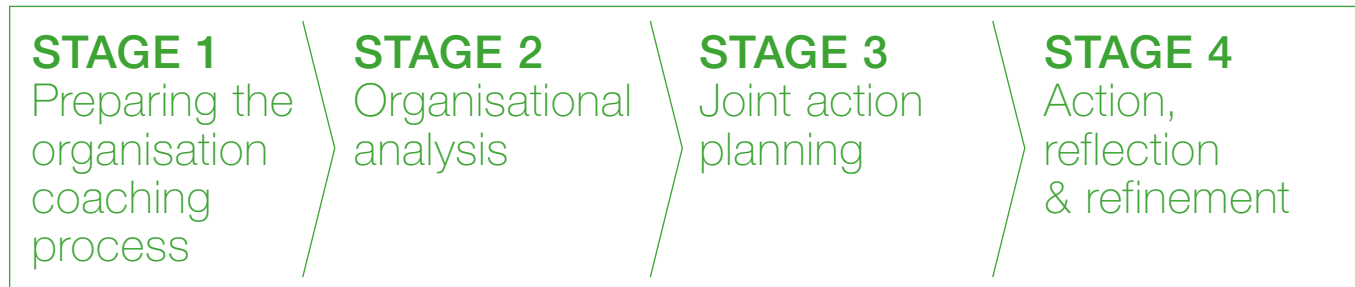 STAGE 1
Preparing the
organisation
coaching
process
STAGE 2
Organisational
analysis
STAGE 3
Joint action
planning
STAGE 4
Action,
reflection
& refinement